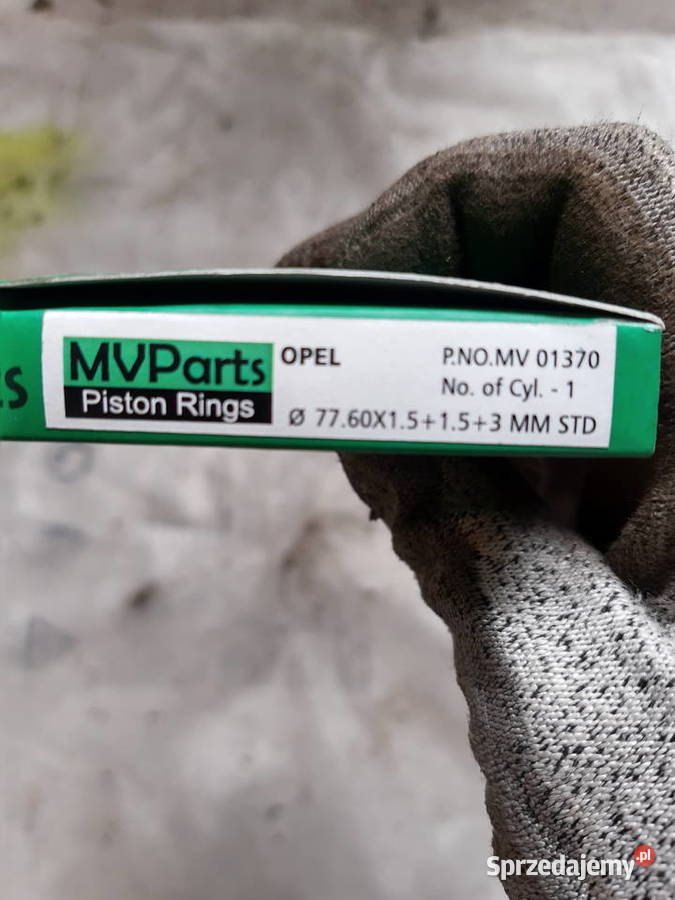 s
MVParts
Piston Rings
OPEL
P.NO.MV 01370
No. of Cyl. - 1
Ø 77.60X1.5+1.5+3 MM STD
Sprzedajemy.pl